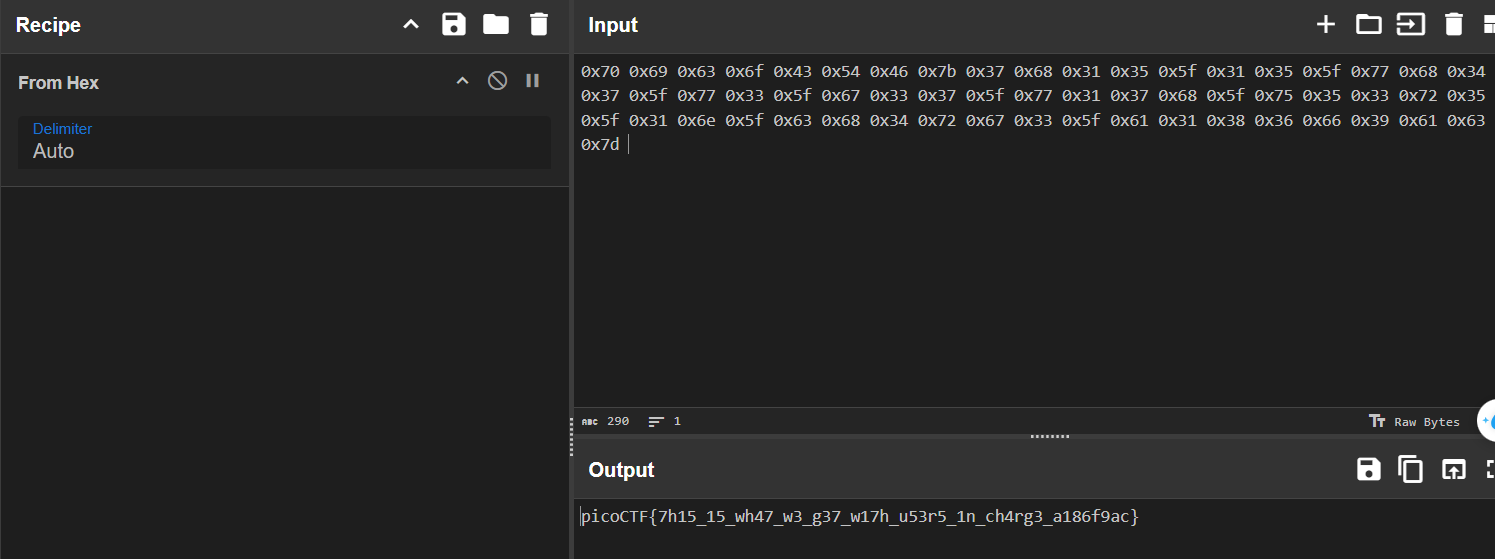 Recipe
From Hex
Delimiter
Auto
Input
0x70 0x69 0x63 0x6f 0x43 0x54 0x46 0x7b 0x37 0x68 0x31 0x35 0x5f 0x31 0x35 0x5f 0x77 0x68 0x34
0x37 0x5f 0x77 0x33 0x5f 0x67 0x33 0x37 0x5f 0x77 0x31 0x37 0x68 0x5f 0x75 0x35 0x33 0x72 0x35
0x5f 0x31 0x6e 0x5f 0x63 0x68 0x34 0x72 0x67 0x33 0x5f 0x61 0x31 0x38 0x36 0x66 0x39 0x61 0x63
0x7d
ABC 290 1 Tт Raw Bytes
Output
picoCTF{7h15_15_wh47_w3_g37_w17h_u53r5_1n_ch4rg3_a186f9ac}